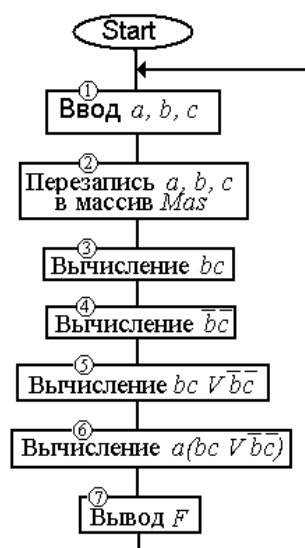 Start
1
Ввод a, b, c
2
Перезапись a, b, c
в массив Mas
3
Вычисление bc
4
Вычисление b̅c̅
5
Вычисление bc V b̅c̅
6
Вычисление a(bc V b̅c̅)
7
Вывод F